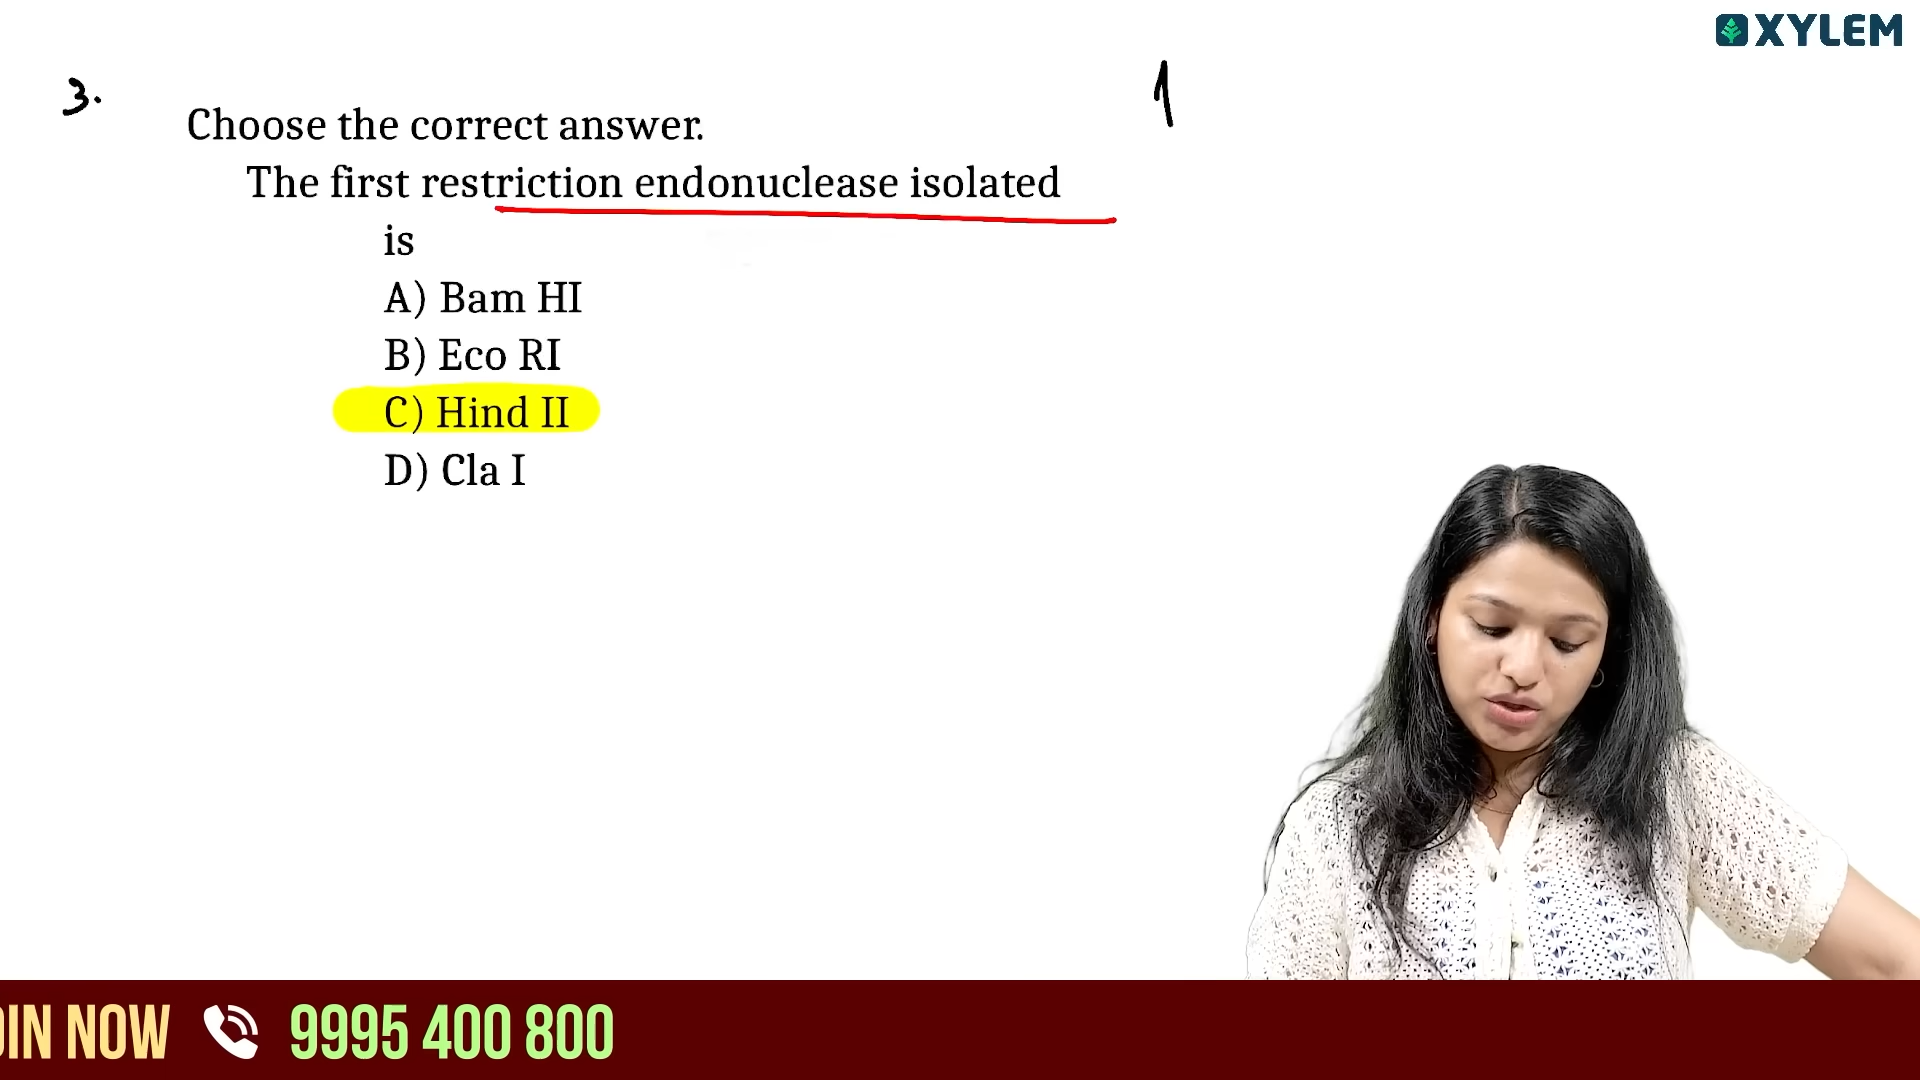 XYLEM
3.
1
Choose the correct answer.
The first restriction endonuclease isolated
is
A) Bam HI
B) Eco RI
C) Hind II
D) Cla I
OIN NOW 9995 400 800